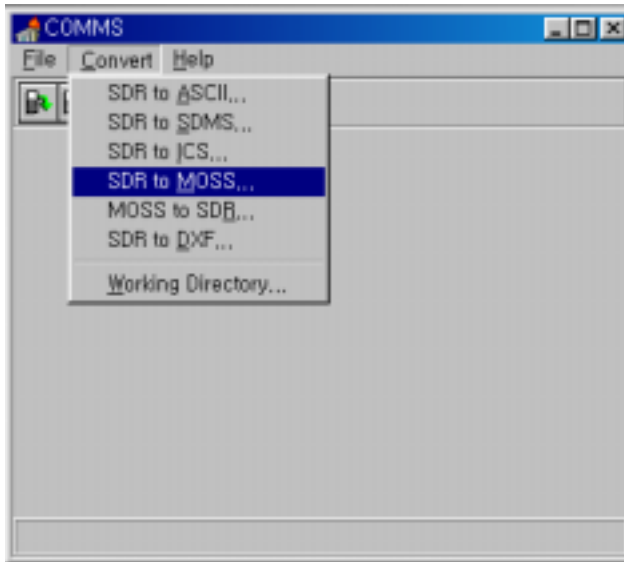 COMMS
File Convert Help
SDR to ASCII...
SDR to SDMS...
SDR to ICS...
SDR to MOSS...
MOSS to SDR...
SDR to DXF...
Working Directory...